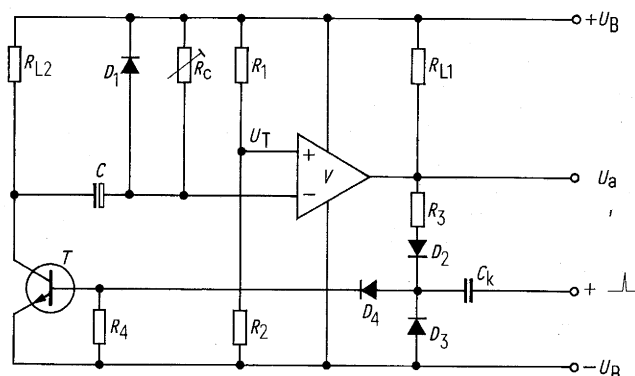 +U_B
R_L2
D_1
R_c
R_1
R_L1
U_T
C
+
V
−
U_a
R_3
,
T
D_2
C_k
+
D_4
R_4
R_2
D_3
−U_B